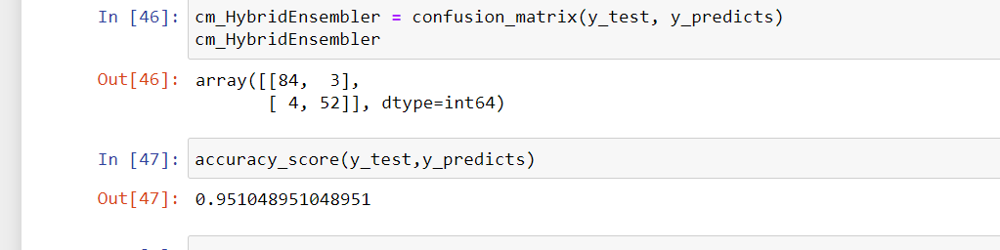 In [46]: cm_HybridEnsembler = confusion_matrix(y_test, y_predicts)
cm_HybridEnsembler
Out[46]: array([[84,  3],
       [ 4, 52]], dtype=int64)
In [47]: accuracy_score(y_test,y_predicts)
Out[47]: 0.951048951048951